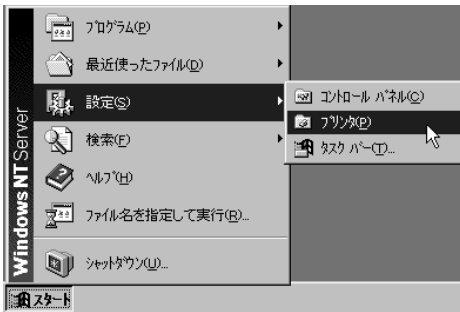 Windows NT Server
ﾌﾟﾛｸﾞﾗﾑ(P)
最近使ったﾌｧｲﾙ(D)
設定(S)
検索(F)
ﾍﾙﾌﾟ(H)
ﾌｧｲﾙ名を指定して実行(R)...
ｼｬｯﾄﾀﾞｳﾝ(U)...
ｺﾝﾄﾛｰﾙ ﾊﾟﾈﾙ(C)
ﾌﾟﾘﾝﾀ(P)
ﾀｽｸ ﾊﾞｰ(T)...
ｽﾀｰﾄ